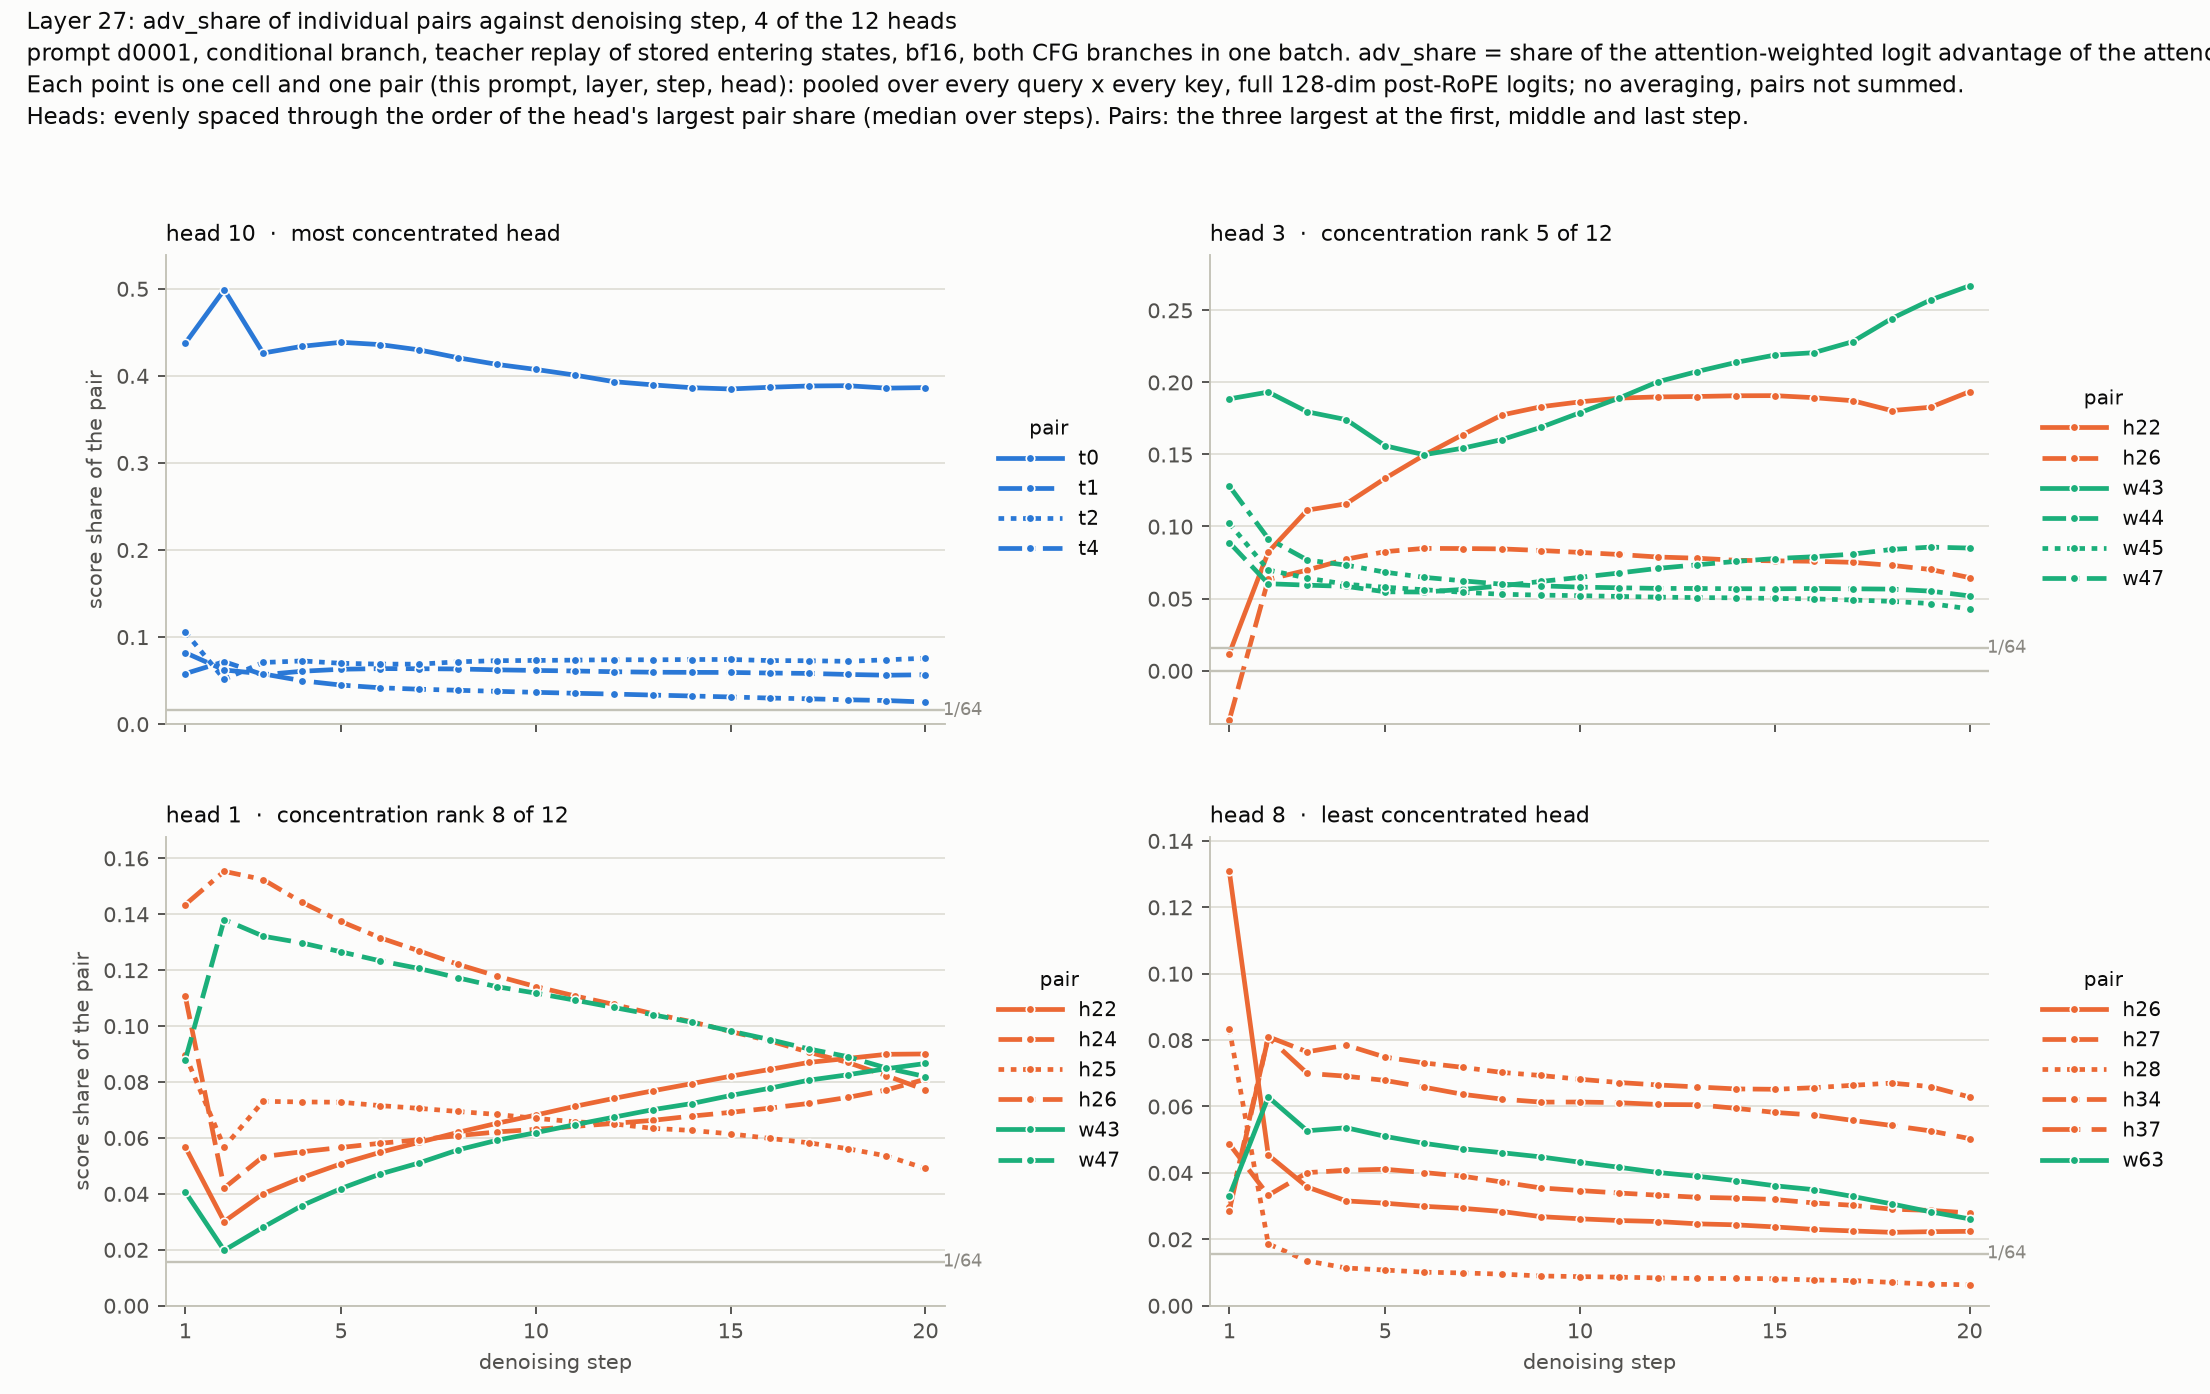 Layer 27: adv_share of individual pairs against denoising step, 4 of the 12 heads
prompt d0001, conditional branch, teacher replay of stored entering states, bf16, both CFG branches in one batch. adv_share = share of the attention-weighted logit advantage of the
Each point is one cell and one pair (this prompt, layer, step, head): pooled over every query x every key, full 128-dim post-RoPE logits; no averaging, pairs not summed.
Heads: evenly spaced through the order of the head's largest pair share (median over steps). Pairs: the three largest at the first, middle and last step.
head 10 · most concentrated head
score share of the pair
0.5
0.4
0.3
0.2
0.1
0.0
1/64
pair
t0
t1
t2
t4
head 3 · concentration rank 5 of 12
0.25
0.20
0.15
0.10
0.05
0.00
1/64
pair
h22
h26
w43
w44
w45
w47
head 1 · concentration rank 8 of 12
score share of the pair
0.16
0.14
0.12
0.10
0.08
0.06
0.04
0.02
0.00
1/64
1
5
10
15
20
denoising step
pair
h22
h24
h25
h26
w43
w47
head 8 · least concentrated head
0.14
0.12
0.10
0.08
0.06
0.04
0.02
0.00
1/64
1
5
10
15
20
denoising step
pair
h26
h27
h28
h34
h37
w63